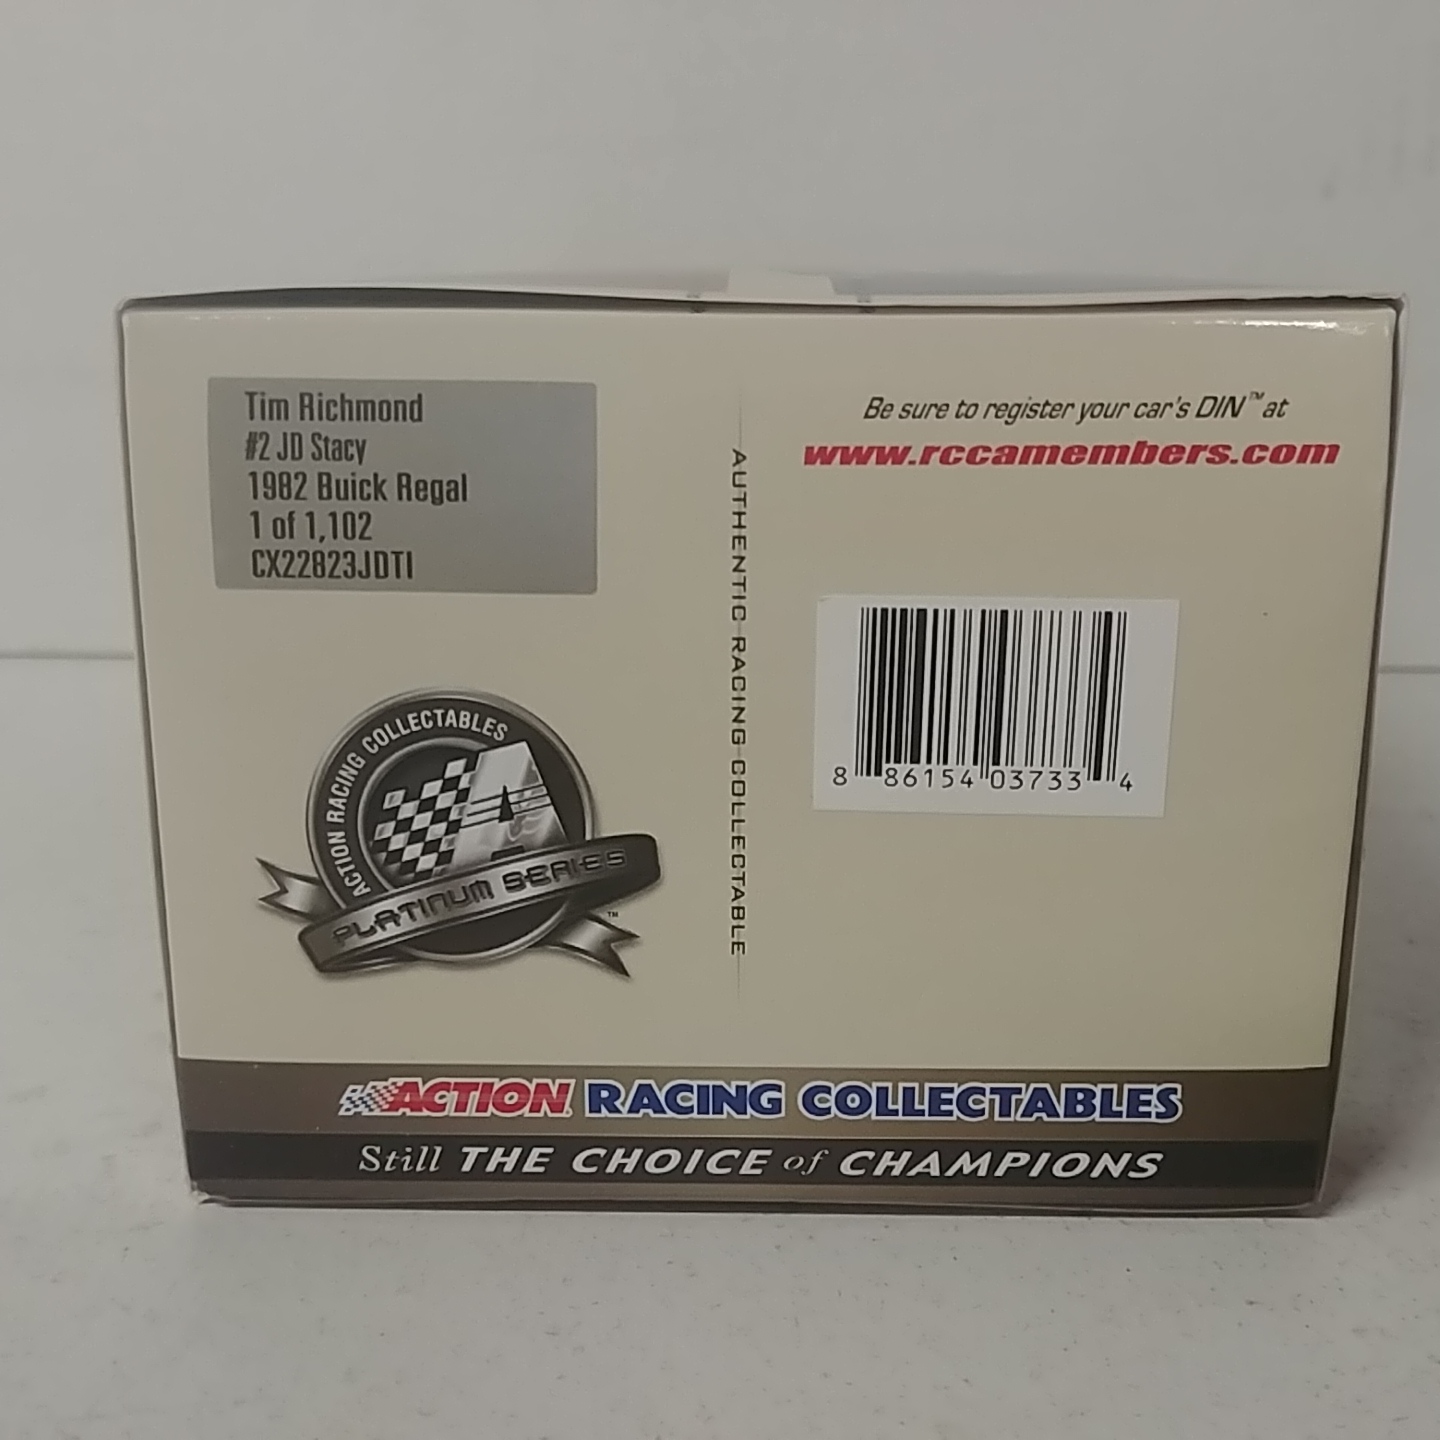 Tim Richmond
#2 JD Stacy
1982 Buick Regal
1 of 1,102
CX22823JDTI
ACTION RACING COLLECTABLES
PLATINUM SERIES
™
AUTHENTIC RACING COLLECTABLE
Be sure to register your car's DIN™ at
www.rccamembers.com
8 86154 03733 4
ACTION RACING COLLECTABLES
Still THE CHOICE of CHAMPIONS